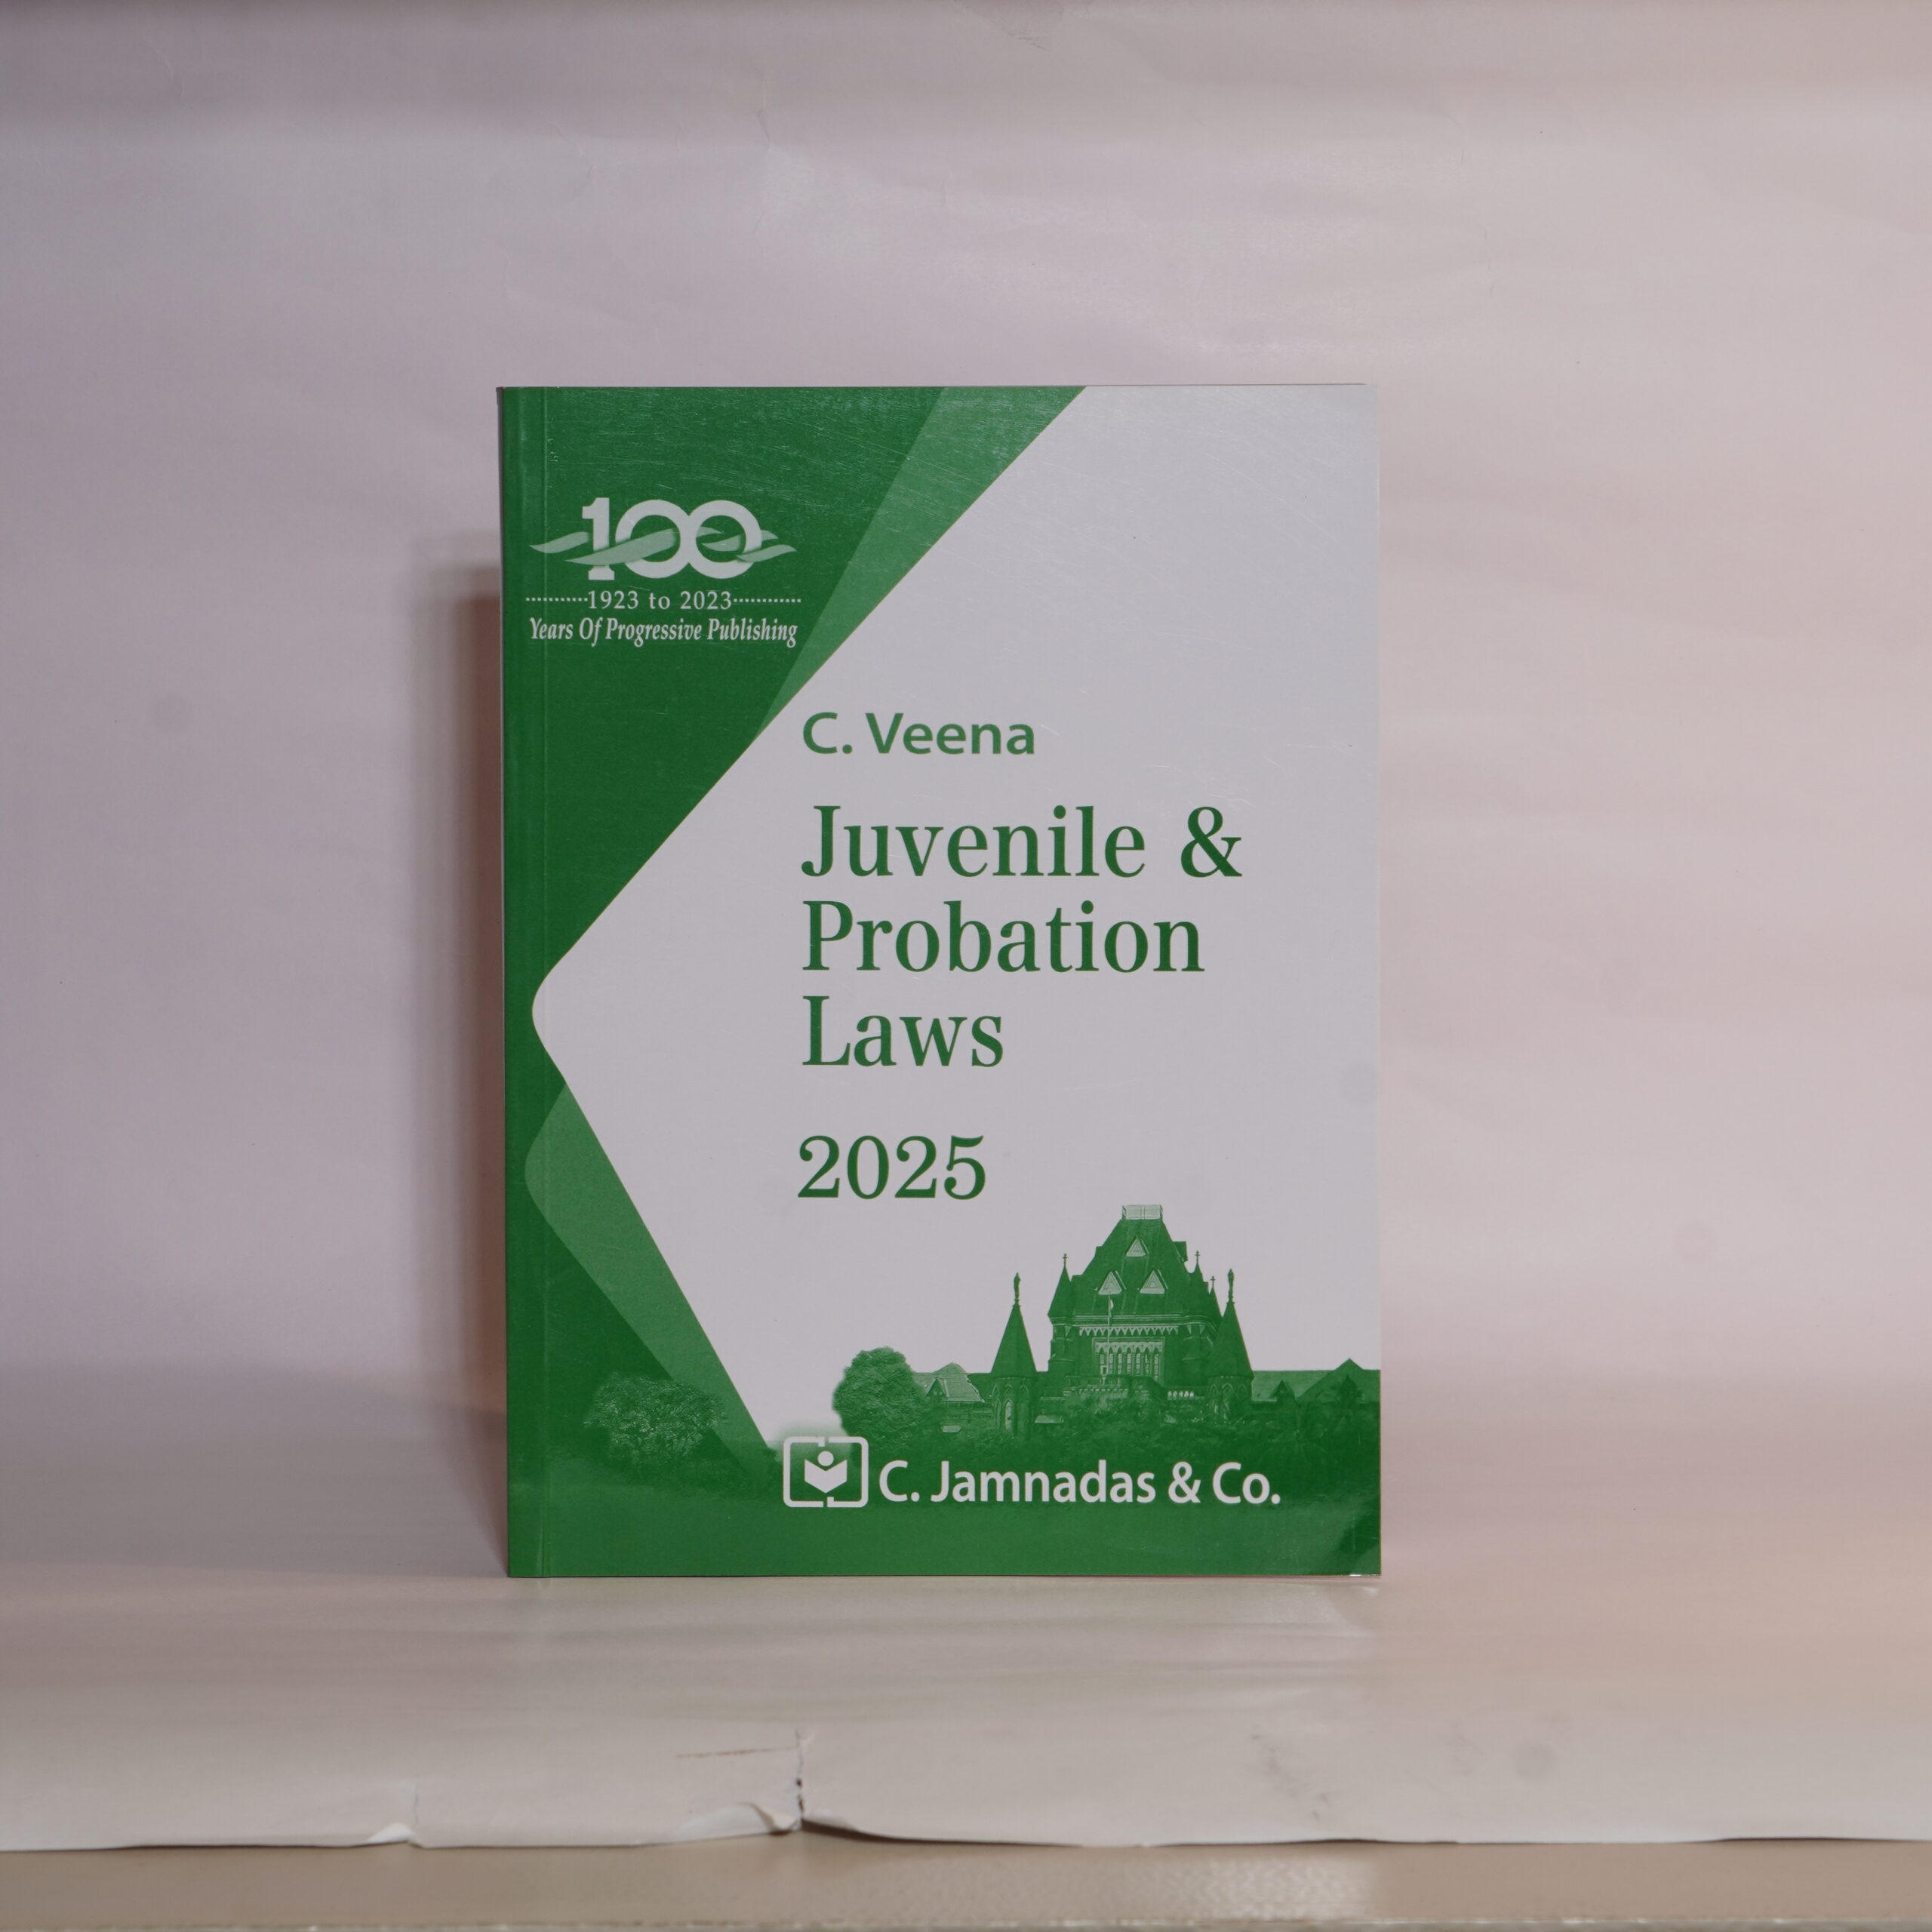 100
1923 to 2023
Years Of Progressive Publishing
C. Veena
Juvenile &
Probation
Laws
2025
C. Jamnadas & Co.